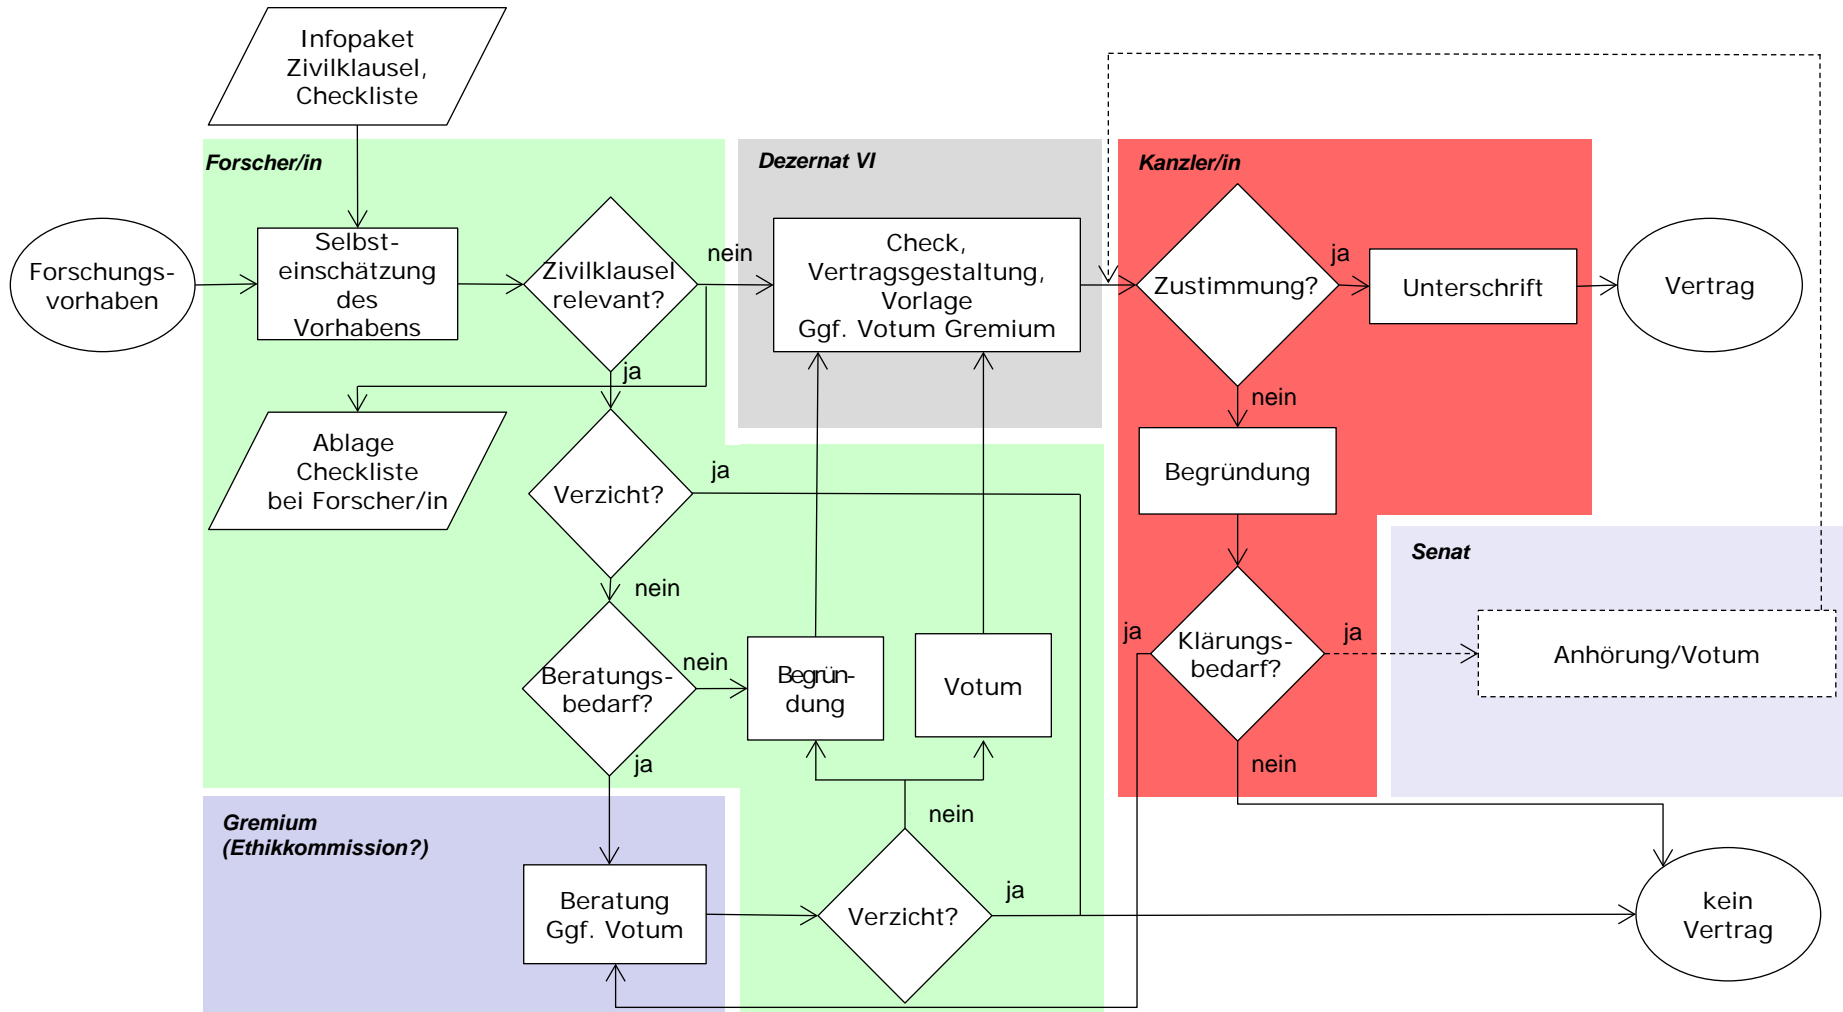 Infopaket
Zivilklausel,
Checkliste
Forscher/in
Dezernat VI
Kanzler/in
Forschungs-
vorhaben
Selbst-
einschätzung
des
Vorhabens
Zivilklausel
relevant?
nein
Check,
Vertragsgestaltung,
Vorlage
Ggf. Votum Gremium
Zustimmung?
ja
Unterschrift
Vertrag
ja
nein
Ablage
Checkliste
bei Forscher/in
Verzicht?
ja
Begründung
nein
Senat
Beratungs-
bedarf?
nein
Begrün-
dung
Votum
ja
Klärungs-
bedarf?
ja
Anhörung/Votum
ja
nein
nein
Gremium
(Ethikkommission?)
Beratung
Ggf. Votum
Verzicht?
ja
kein
Vertrag